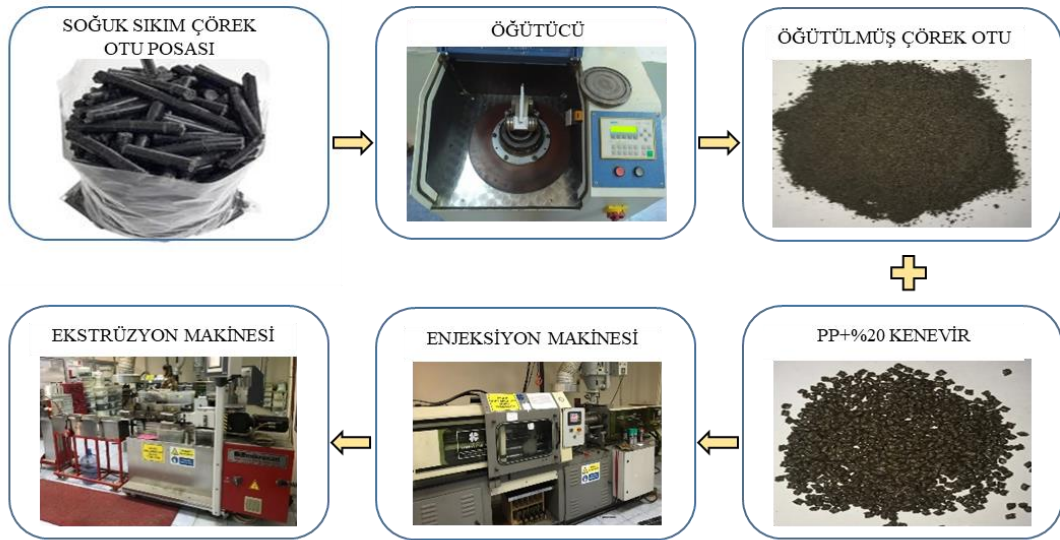 SOĞUK SIKIM ÇÖREK
OTU POSASI
ÖĞÜTÜCÜ
ÖĞÜTÜLMÜŞ ÇÖREK OTU
EKSTRÜZYON MAKİNESİ
ENJEKSİYON MAKİNESİ
PP+%20 KENEVİR